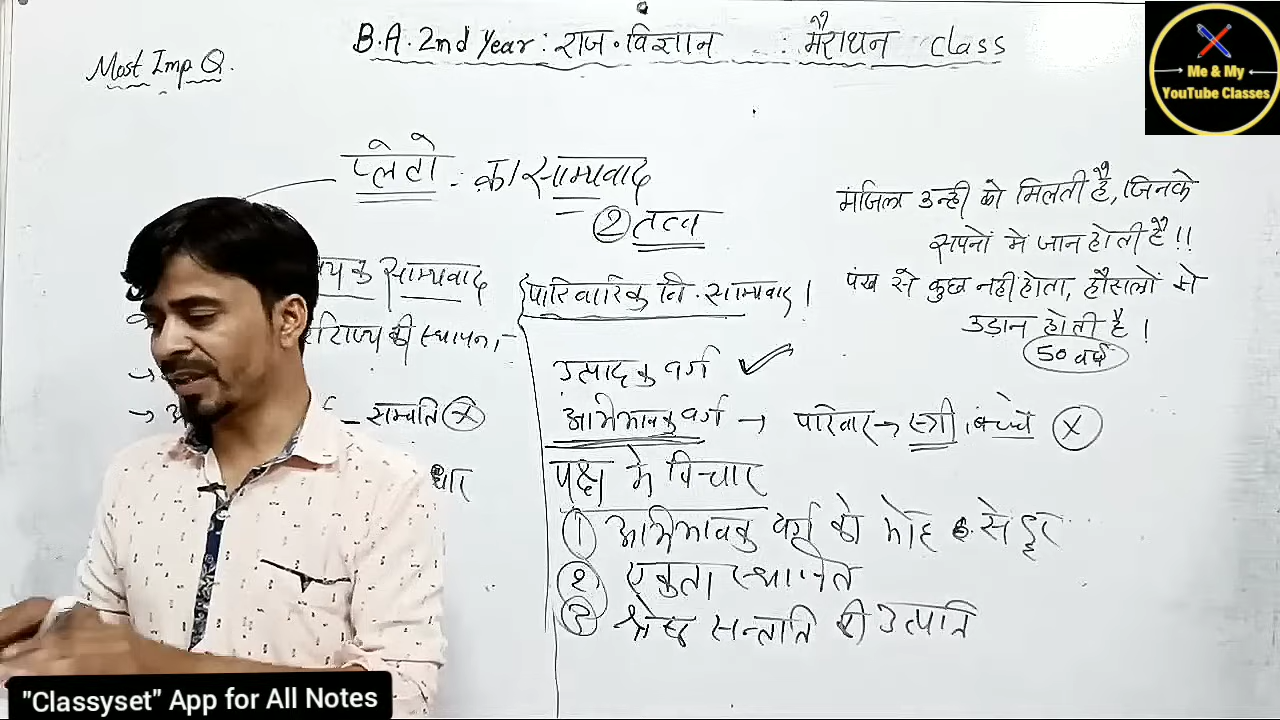 B.A. 2nd Year : राज. विज्ञान : मैराथन Class
Most Imp Q.
Me & My
YouTube Classes
प्लेटो - का साम्यवाद
② तत्व
साम्यवाद
राज्य की स्थापना
सम्पति ⓧ
पारिवारिक वि. साम्यवाद
उत्पादक वर्ग ✓
अभिभावक वर्ग → परिवार → स्त्री, बच्चे ⓧ
पक्ष मे विचार
① अभिभावक वर्ग को मोह से दूर
② एकता स्थापित
③ श्रेष्ठ सन्तति की उत्पत्ति
मंजिल उन्ही को मिलती है, जिनके
सपनों मे जान होती है !!
पंख से कुछ नहीं होता, हौसलों से
उड़ान होती है ।
50 वर्ष
"Classyset" App for All Notes